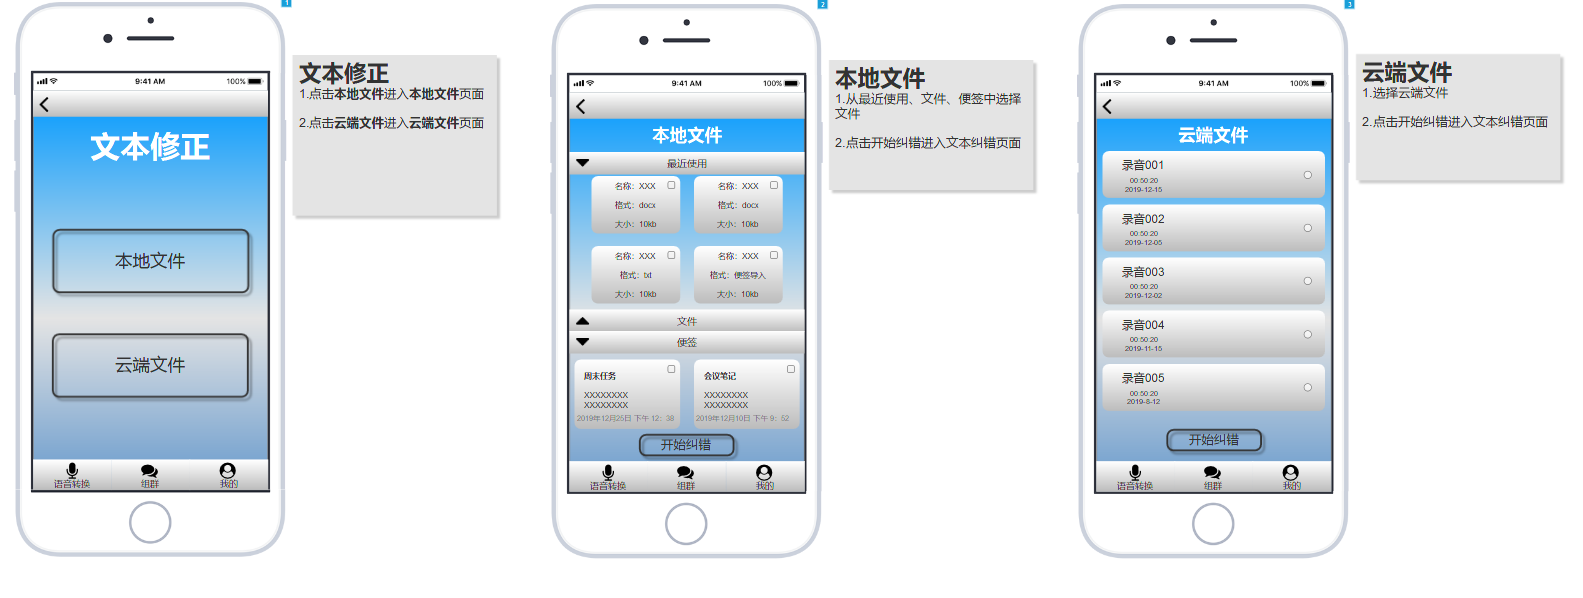 1
9:41 AM
100%
文本修正
本地文件
云端文件
语音转换
组群
我的
文本修正
1.点击本地文件进入本地文件页面
2.点击云端文件进入云端文件页面
2
9:41 AM
100%
本地文件
最近使用
名称：XXX
格式：docx
大小：10kb
名称：XXX
格式：docx
大小：10kb
名称：XXX
格式：txt
大小：10kb
名称：XXX
格式：便签导入
大小：10kb
文件
便签
周末任务
XXXXXXXX
XXXXXXXX
2019年12月25日 下午 12：38
会议笔记
XXXXXXXX
XXXXXXXX
2019年12月10日 下午 9：52
开始纠错
语音转换
组群
我的
本地文件
1.从最近使用、文件、便签中选择
文件
2.点击开始纠错进入文本纠错页面
3
9:41 AM
100%
云端文件
录音001
00:50:20
2019-12-15
录音002
00:50:20
2019-12-05
录音003
00:50:20
2019-12-02
录音004
00:50:20
2019-11-15
录音005
00:50:20
2019-8-12
开始纠错
语音转换
组群
我的
云端文件
1.选择云端文件
2.点击开始纠错进入文本纠错页面